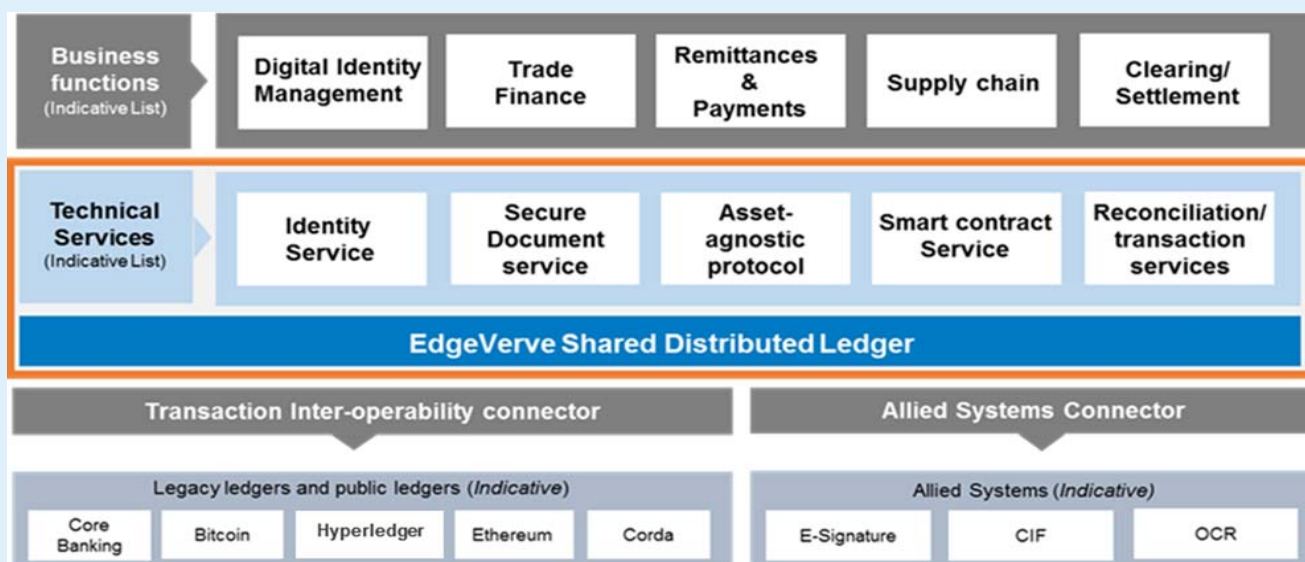 Business
functions
(Indicative List)
Digital Identity
Management
Trade
Finance
Remittances
&
Payments
Supply chain
Clearing/
Settlement
Technical
Services
(Indicative List)
Identity
Service
Secure
Document
service
Asset-
agnostic
protocol
Smart contract
Service
Reconciliation/
transaction
services
EdgeVerve Shared Distributed Ledger
Transaction Inter-operability connector
Allied Systems Connector
Legacy ledgers and public ledgers (Indicative)
Core
Banking
Bitcoin
Hyperledger
Ethereum
Corda
Allied Systems (Indicative)
E-Signature
CIF
OCR